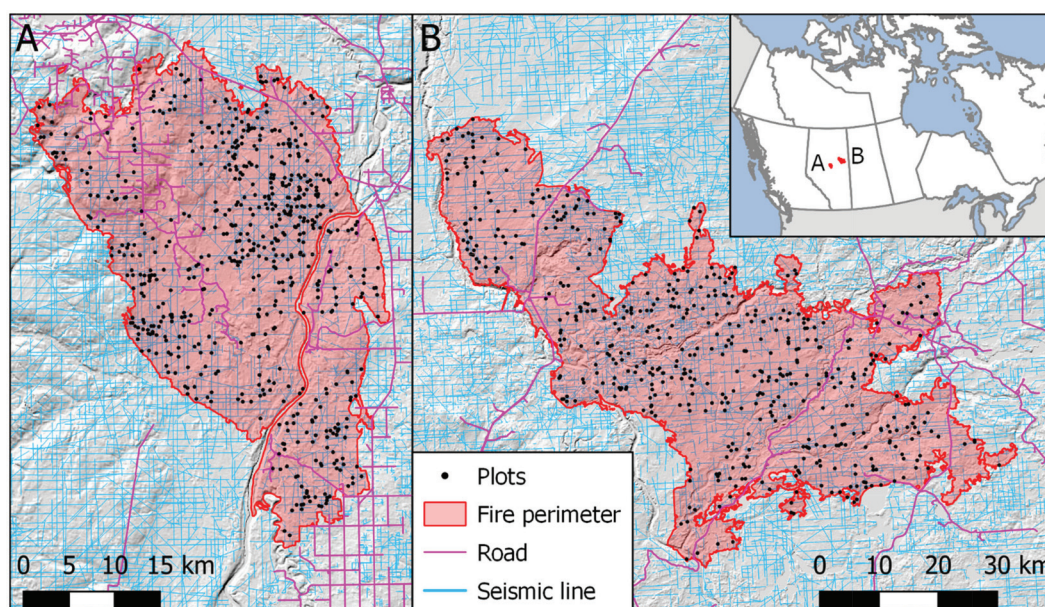 A
B
A B
Plots
Fire perimeter
Road
Seismic line
0 5 10 15 km
0 10 20 30 km